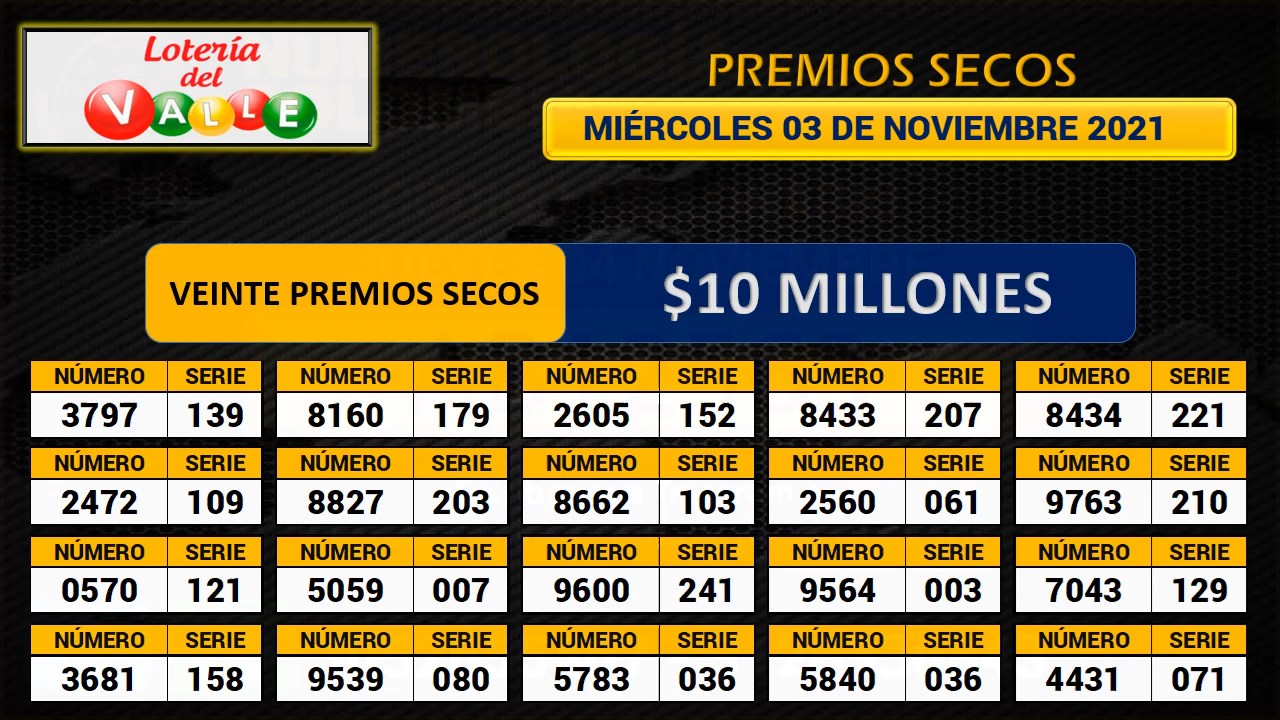 Lotería
del
VALLE
PREMIOS SECOS
MIÉRCOLES 03 DE NOVIEMBRE 2021
VEINTE PREMIOS SECOS $10 MILLONES
NÚMERO SERIE NÚMERO SERIE NÚMERO SERIE NÚMERO SERIE NÚMERO SERIE
3797 139 8160 179 2605 152 8433 207 8434 221
NÚMERO SERIE NÚMERO SERIE NÚMERO SERIE NÚMERO SERIE NÚMERO SERIE
2472 109 8827 203 8662 103 2560 061 9763 210
NÚMERO SERIE NÚMERO SERIE NÚMERO SERIE NÚMERO SERIE NÚMERO SERIE
0570 121 5059 007 9600 241 9564 003 7043 129
NÚMERO SERIE NÚMERO SERIE NÚMERO SERIE NÚMERO SERIE NÚMERO SERIE
3681 158 9539 080 5783 036 5840 036 4431 071